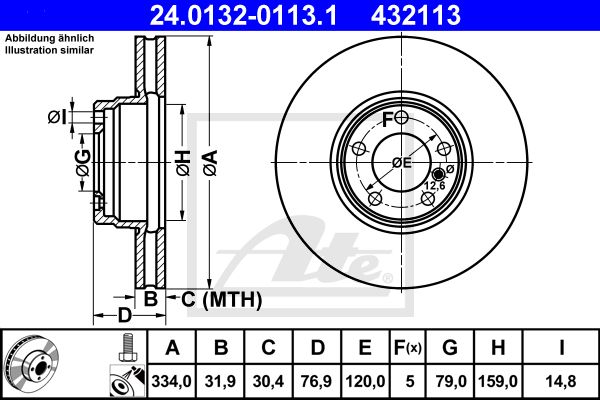 24.0132-0113.1 432113
Abbildung ähnlich
Illustration similar
ØI
ØG
ØH
ØA
F
ØE
Ø
12,6
B
C (MTH)
D
Ate
®
A B C D E F(x) G H I
334,0 31,9 30,4 76,9 120,0 5 79,0 159,0 14,8